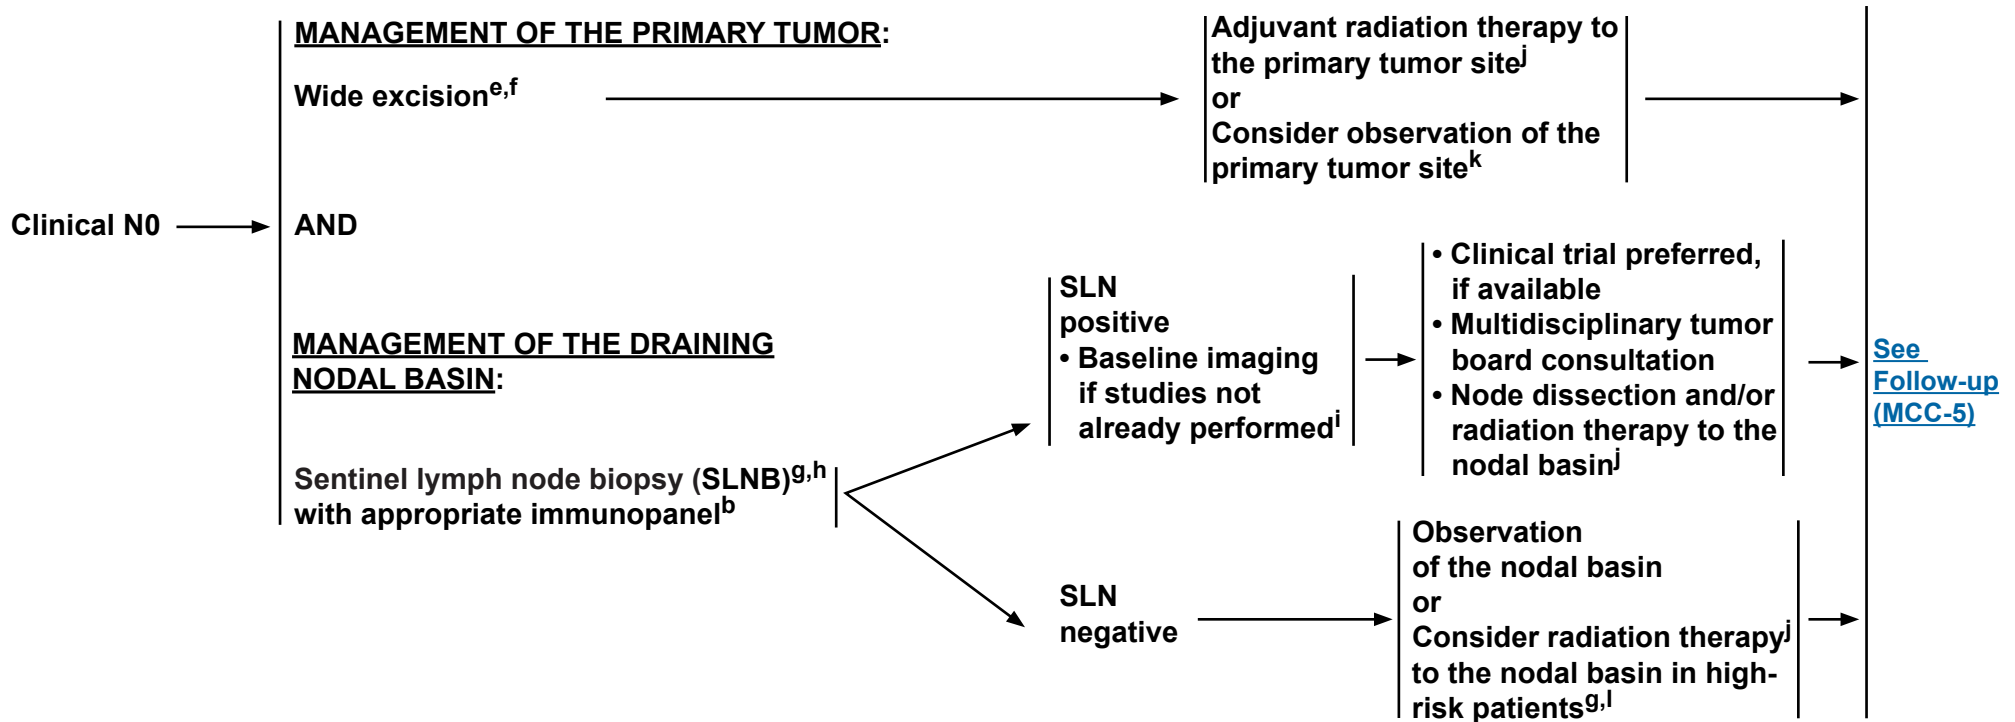 MANAGEMENT OF THE PRIMARY TUMOR:
Wide excisione,f
Adjuvant radiation therapy to
the primary tumor sitej
or
Consider observation of the
primary tumor sitek
Clinical N0
AND
MANAGEMENT OF THE DRAINING
NODAL BASIN:
Sentinel lymph node biopsy (SLNB)g,h
with appropriate immunopanelb
SLN
positive
• Baseline imaging
if studies not
already performedi
• Clinical trial preferred,
if available
• Multidisciplinary tumor
board consultation
• Node dissection and/or
radiation therapy to the
nodal basinj
SLN
negative
Observation
of the nodal basin
or
Consider radiation therapyj
to the nodal basin in high-
risk patientsg,l
See
Follow-up
(MCC-5)